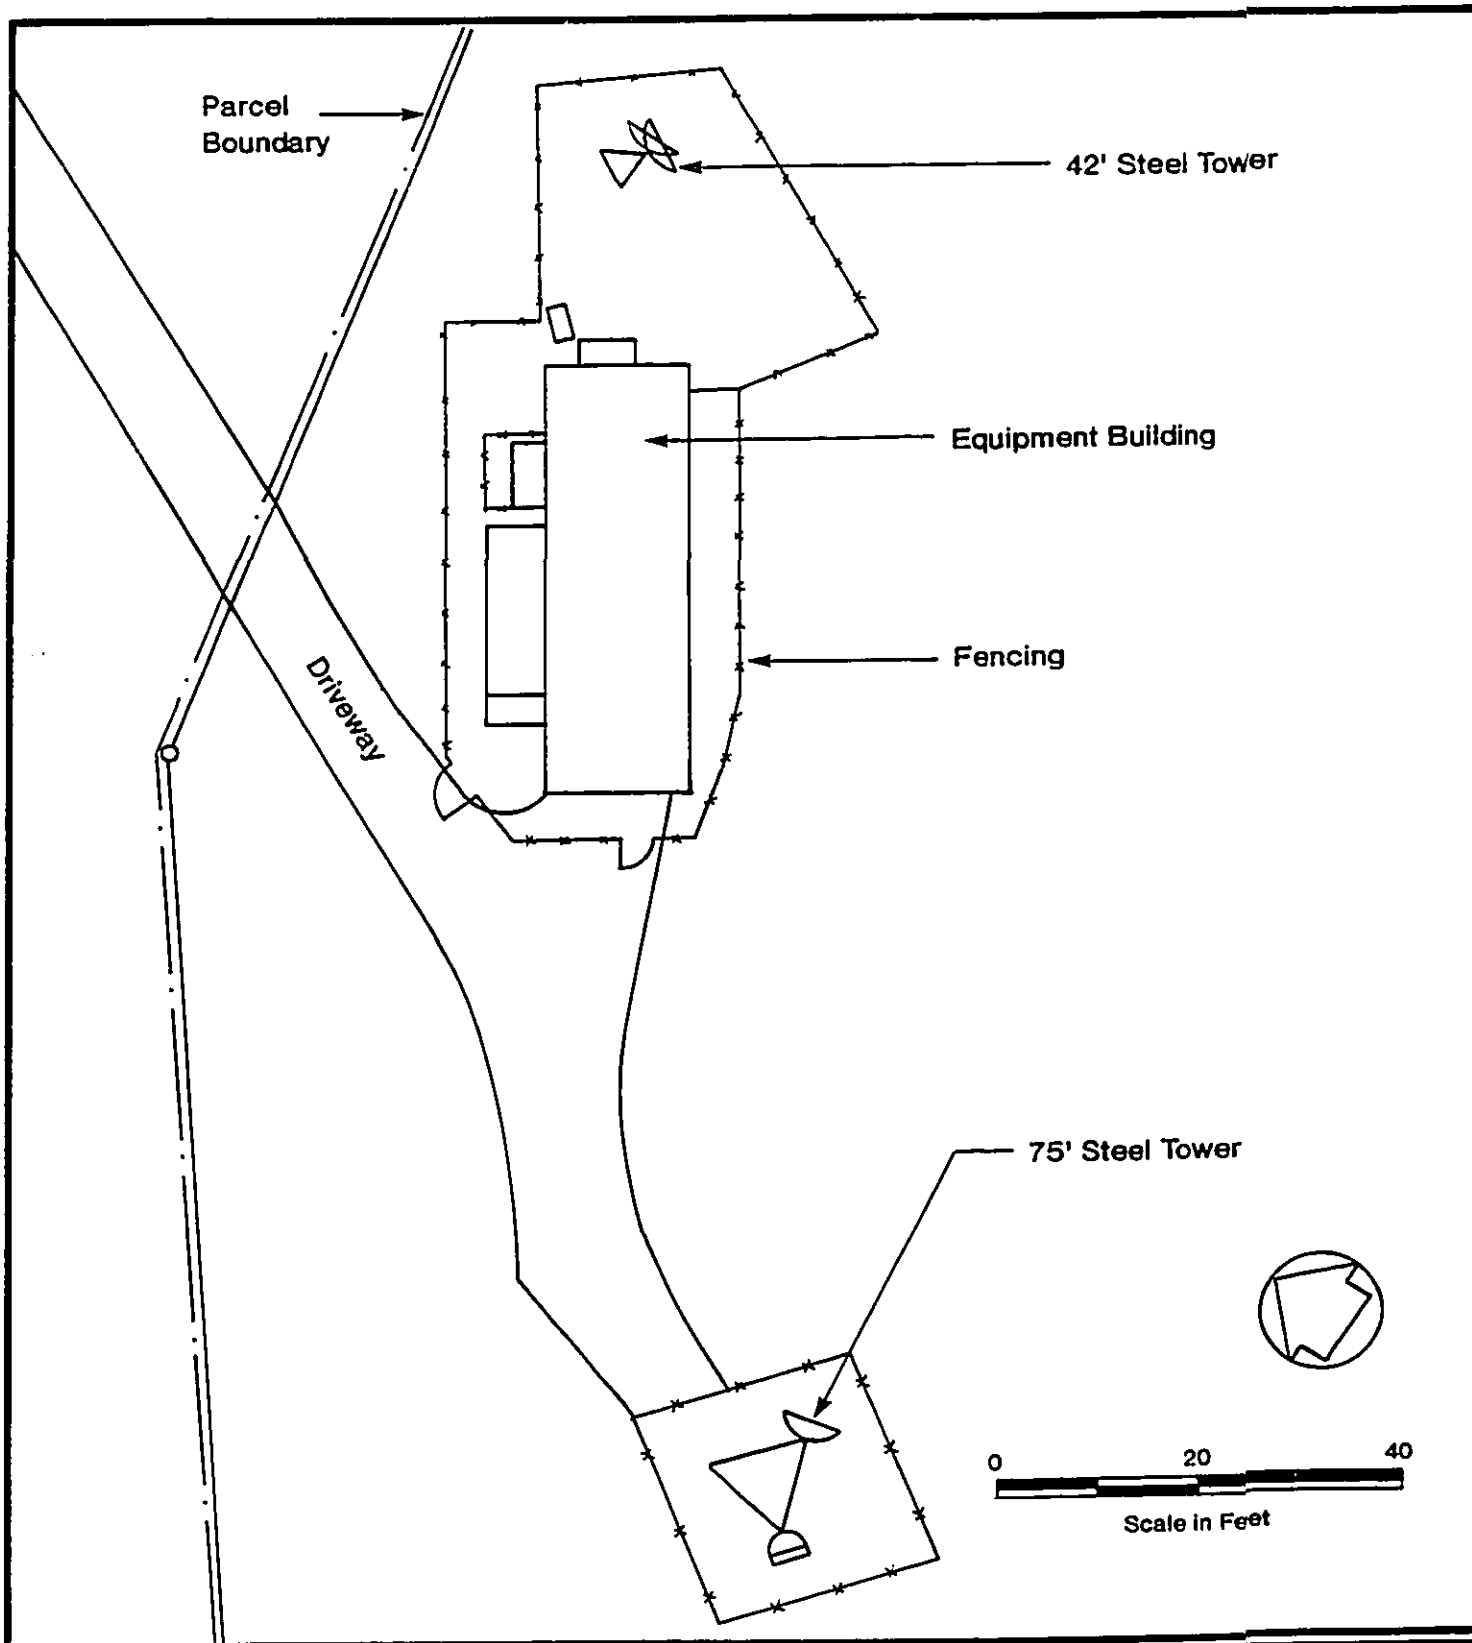 Parcel
Boundary
42' Steel Tower
Equipment Building
Fencing
Driveway
75' Steel Tower
0 20 40
Scale in Feet